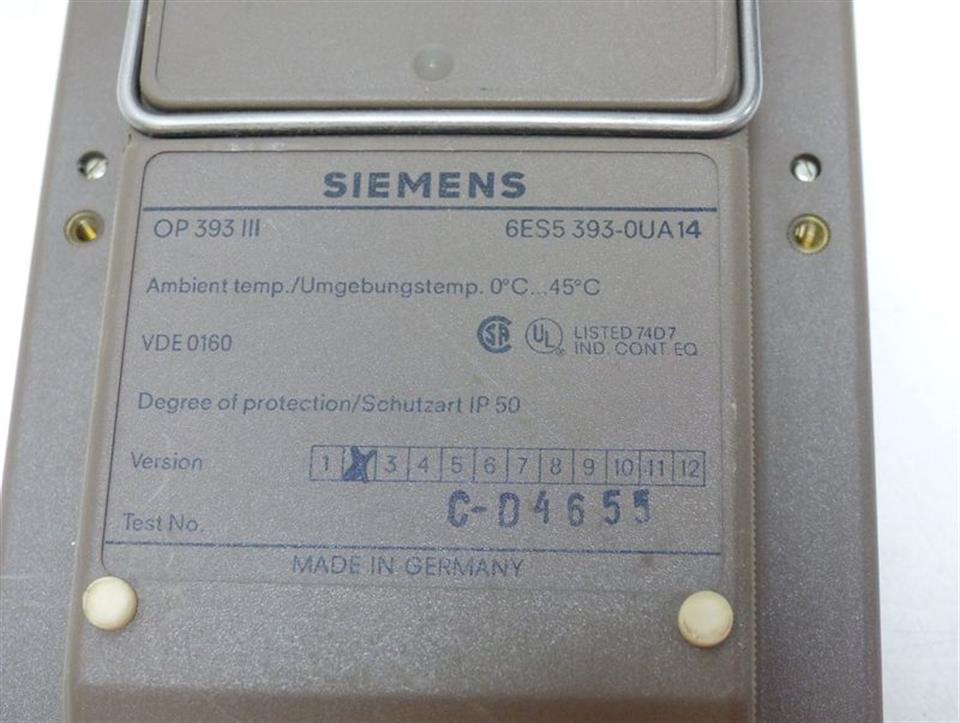 SIEMENS
OP 393 III 6ES5 393-0UA14
Ambient temp./Umgebungstemp. 0°C...45°C
VDE 0160 SA UL LISTED 74D7
IND. CONT. EQ.
Degree of protection/Schutzart IP 50
Version 1 X 3 4 5 6 7 8 9 10 11 12
Test No. C-D4655
MADE IN GERMANY